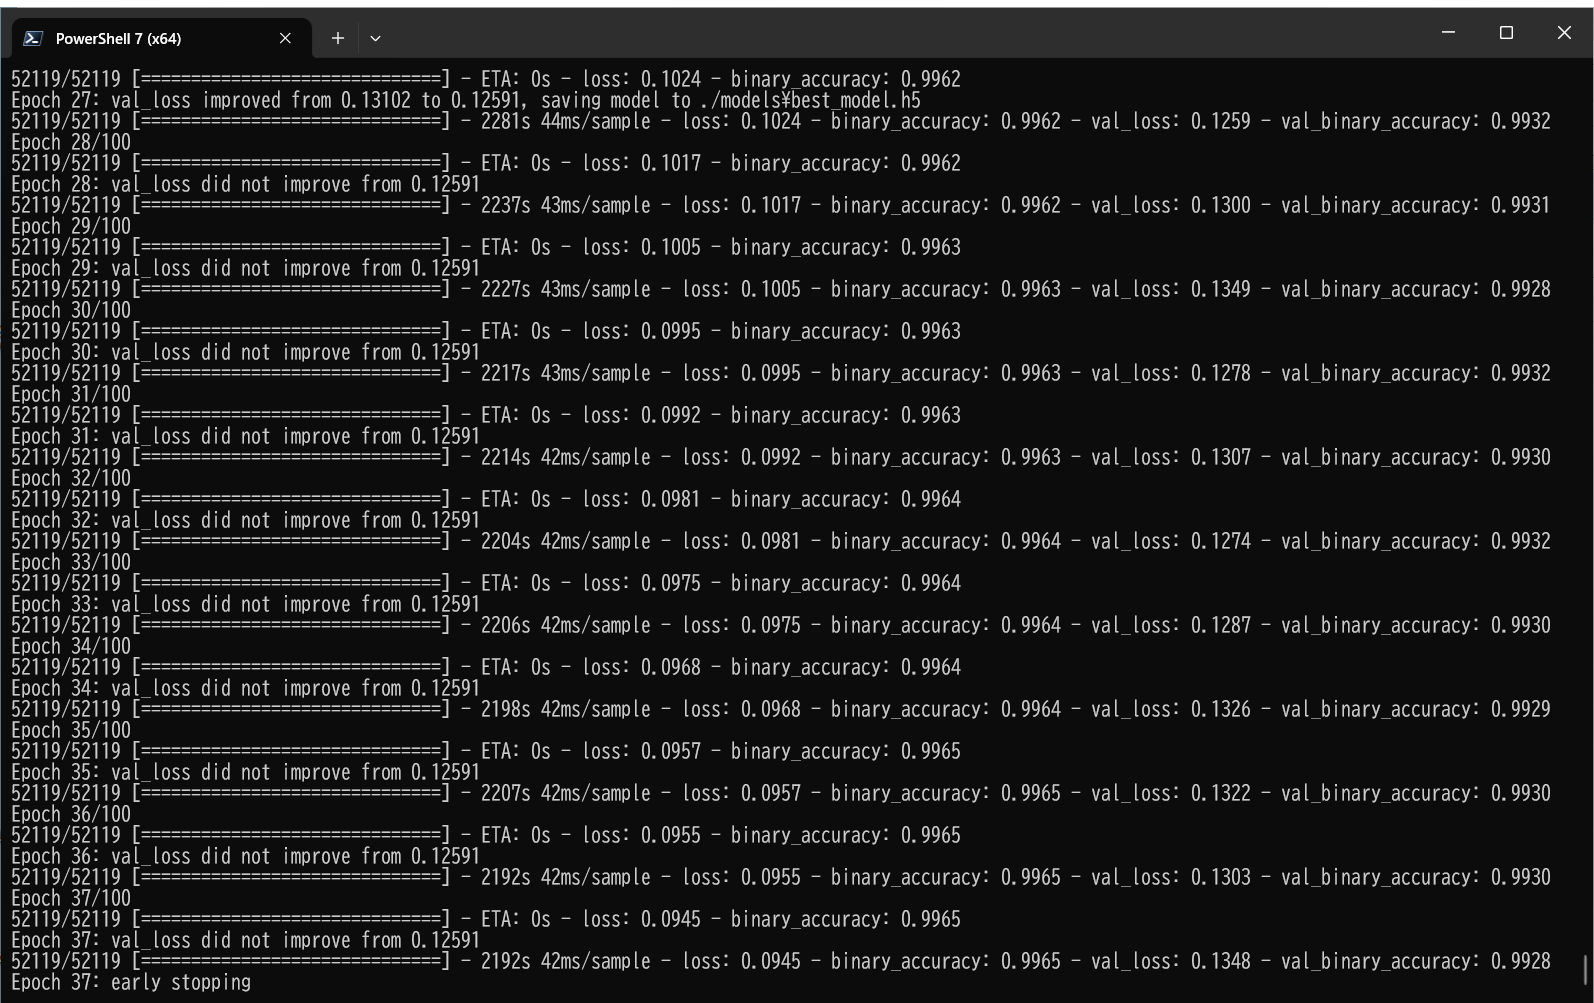 PowerShell 7 (x64)
52119/52119 [==============================] - ETA: 0s - loss: 0.1024 - binary_accuracy: 0.9962
Epoch 27: val_loss improved from 0.13102 to 0.12591, saving model to ./models¥best_model.h5
52119/52119 [==============================] - 2281s 44ms/sample - loss: 0.1024 - binary_accuracy: 0.9962 - val_loss: 0.1259 - val_binary_accuracy: 0.9932
Epoch 28/100
52119/52119 [==============================] - ETA: 0s - loss: 0.1017 - binary_accuracy: 0.9962
Epoch 28: val_loss did not improve from 0.12591
52119/52119 [==============================] - 2237s 43ms/sample - loss: 0.1017 - binary_accuracy: 0.9962 - val_loss: 0.1300 - val_binary_accuracy: 0.9931
Epoch 29/100
52119/52119 [==============================] - ETA: 0s - loss: 0.1005 - binary_accuracy: 0.9963
Epoch 29: val_loss did not improve from 0.12591
52119/52119 [==============================] - 2227s 43ms/sample - loss: 0.1005 - binary_accuracy: 0.9963 - val_loss: 0.1349 - val_binary_accuracy: 0.9928
Epoch 30/100
52119/52119 [==============================] - ETA: 0s - loss: 0.0995 - binary_accuracy: 0.9963
Epoch 30: val_loss did not improve from 0.12591
52119/52119 [==============================] - 2217s 43ms/sample - loss: 0.0995 - binary_accuracy: 0.9963 - val_loss: 0.1278 - val_binary_accuracy: 0.9932
Epoch 31/100
52119/52119 [==============================] - ETA: 0s - loss: 0.0992 - binary_accuracy: 0.9963
Epoch 31: val_loss did not improve from 0.12591
52119/52119 [==============================] - 2214s 42ms/sample - loss: 0.0992 - binary_accuracy: 0.9963 - val_loss: 0.1307 - val_binary_accuracy: 0.9930
Epoch 32/100
52119/52119 [==============================] - ETA: 0s - loss: 0.0981 - binary_accuracy: 0.9964
Epoch 32: val_loss did not improve from 0.12591
52119/52119 [==============================] - 2204s 42ms/sample - loss: 0.0981 - binary_accuracy: 0.9964 - val_loss: 0.1274 - val_binary_accuracy: 0.9932
Epoch 33/100
52119/52119 [==============================] - ETA: 0s - loss: 0.0975 - binary_accuracy: 0.9964
Epoch 33: val_loss did not improve from 0.12591
52119/52119 [==============================] - 2206s 42ms/sample - loss: 0.0975 - binary_accuracy: 0.9964 - val_loss: 0.1287 - val_binary_accuracy: 0.9930
Epoch 34/100
52119/52119 [==============================] - ETA: 0s - loss: 0.0968 - binary_accuracy: 0.9964
Epoch 34: val_loss did not improve from 0.12591
52119/52119 [==============================] - 2198s 42ms/sample - loss: 0.0968 - binary_accuracy: 0.9964 - val_loss: 0.1326 - val_binary_accuracy: 0.9929
Epoch 35/100
52119/52119 [==============================] - ETA: 0s - loss: 0.0957 - binary_accuracy: 0.9965
Epoch 35: val_loss did not improve from 0.12591
52119/52119 [==============================] - 2207s 42ms/sample - loss: 0.0957 - binary_accuracy: 0.9965 - val_loss: 0.1322 - val_binary_accuracy: 0.9930
Epoch 36/100
52119/52119 [==============================] - ETA: 0s - loss: 0.0955 - binary_accuracy: 0.9965
Epoch 36: val_loss did not improve from 0.12591
52119/52119 [==============================] - 2192s 42ms/sample - loss: 0.0955 - binary_accuracy: 0.9965 - val_loss: 0.1303 - val_binary_accuracy: 0.9930
Epoch 37/100
52119/52119 [==============================] - ETA: 0s - loss: 0.0945 - binary_accuracy: 0.9965
Epoch 37: val_loss did not improve from 0.12591
52119/52119 [==============================] - 2192s 42ms/sample - loss: 0.0945 - binary_accuracy: 0.9965 - val_loss: 0.1348 - val_binary_accuracy: 0.9928
Epoch 37: early stopping